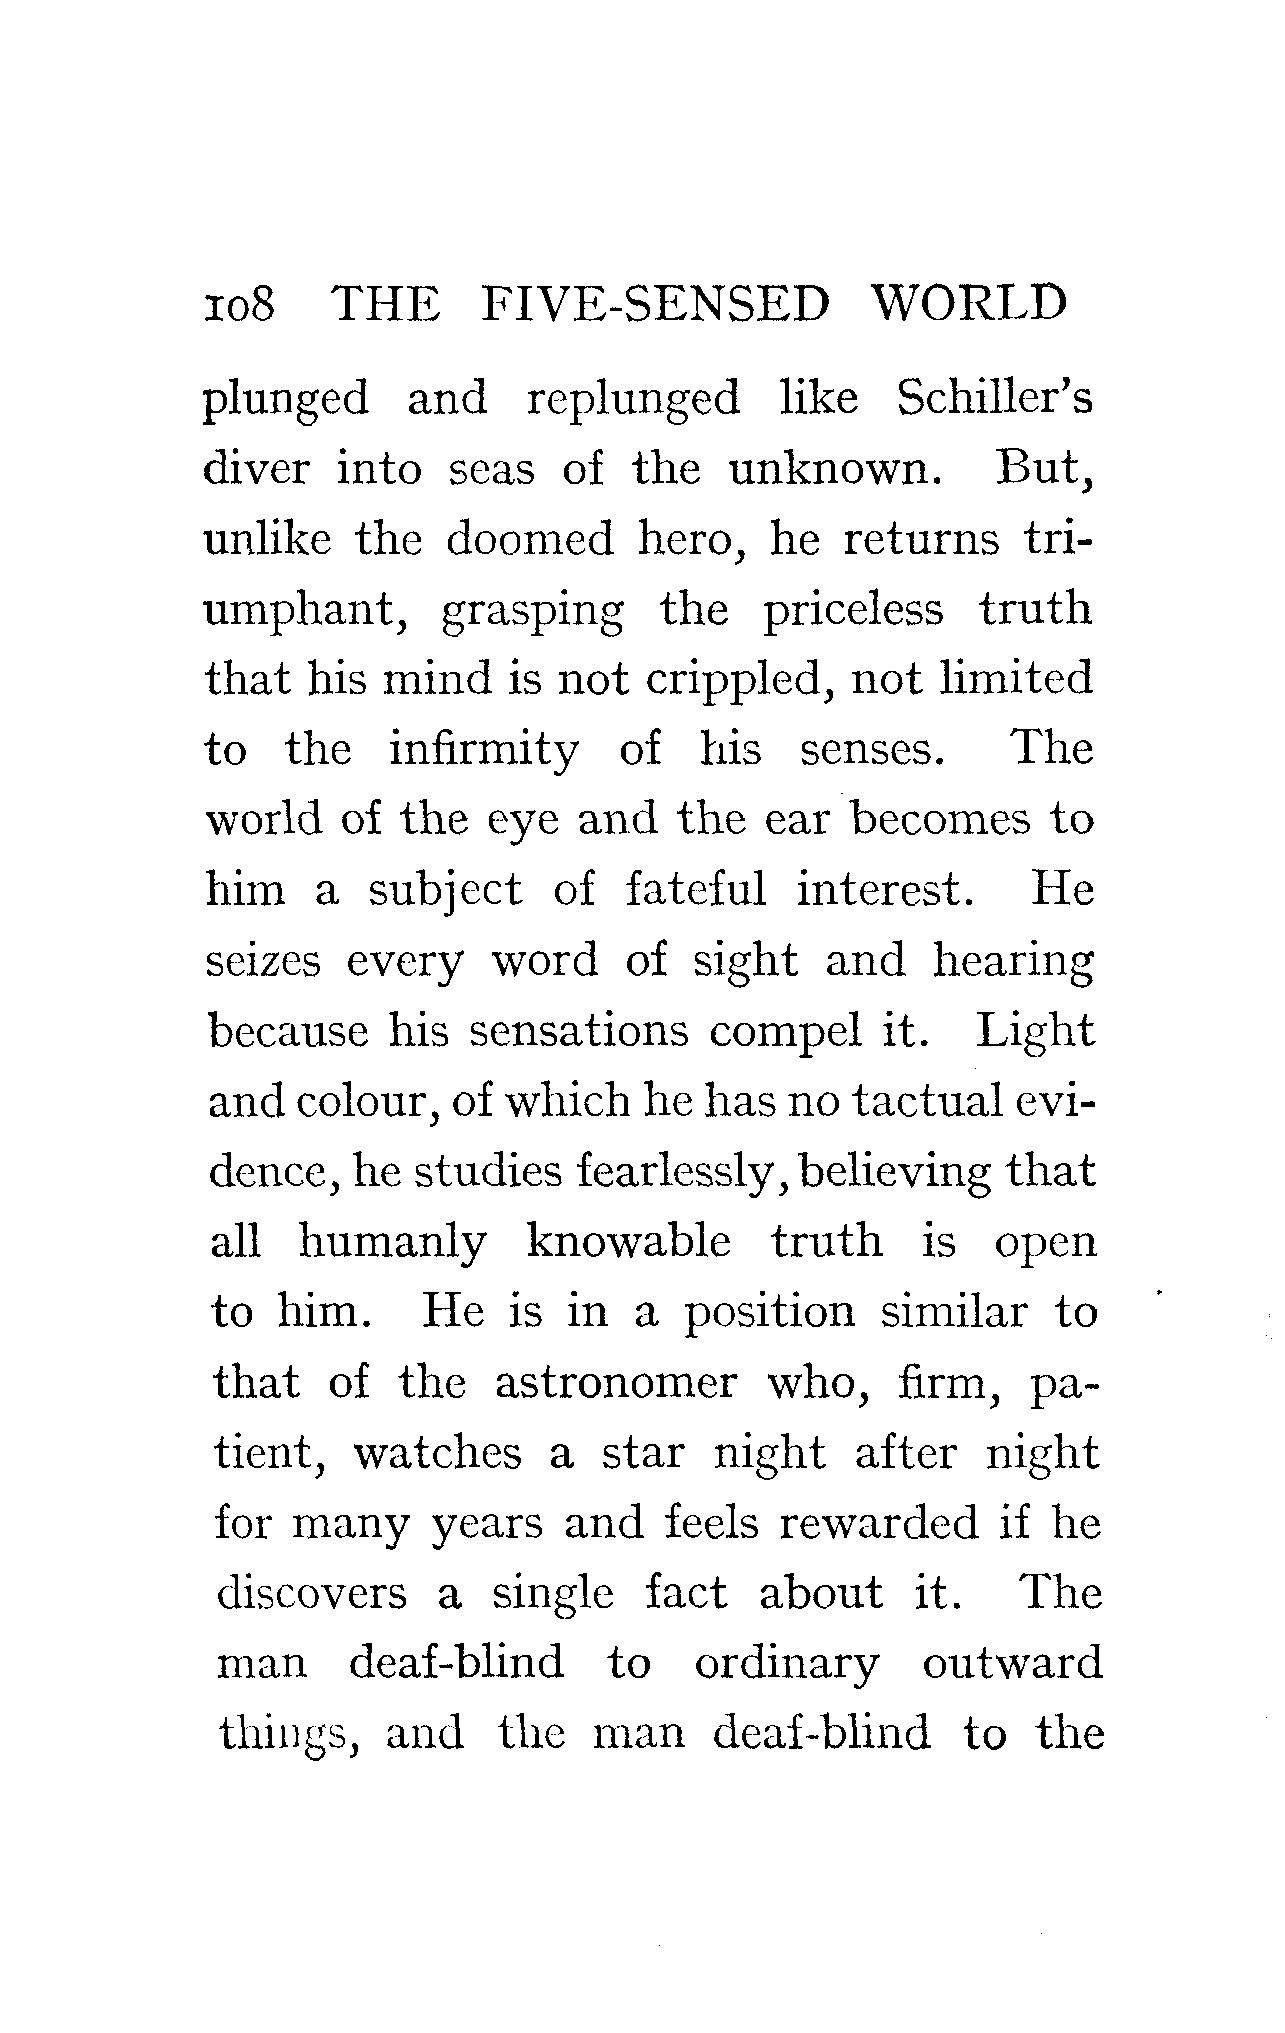 108 THE FIVE-SENSED WORLD
plunged and replunged like Schiller's
diver into seas of the unknown. But,
unlike the doomed hero, he returns tri-
umphant, grasping the priceless truth
that his mind is not crippled, not limited
to the infirmity of his senses. The
world of the eye and the ear becomes to
him a subject of fateful interest. He
seizes every word of sight and hearing
because his sensations compel it. Light
and colour, of which he has no tactual evi-
dence, he studies fearlessly, believing that
all humanly knowable truth is open
to him. He is in a position similar to
that of the astronomer who, firm, pa-
tient, watches a star night after night
for many years and feels rewarded if he
discovers a single fact about it. The
man deaf-blind to ordinary outward
things, and the man deaf-blind to the